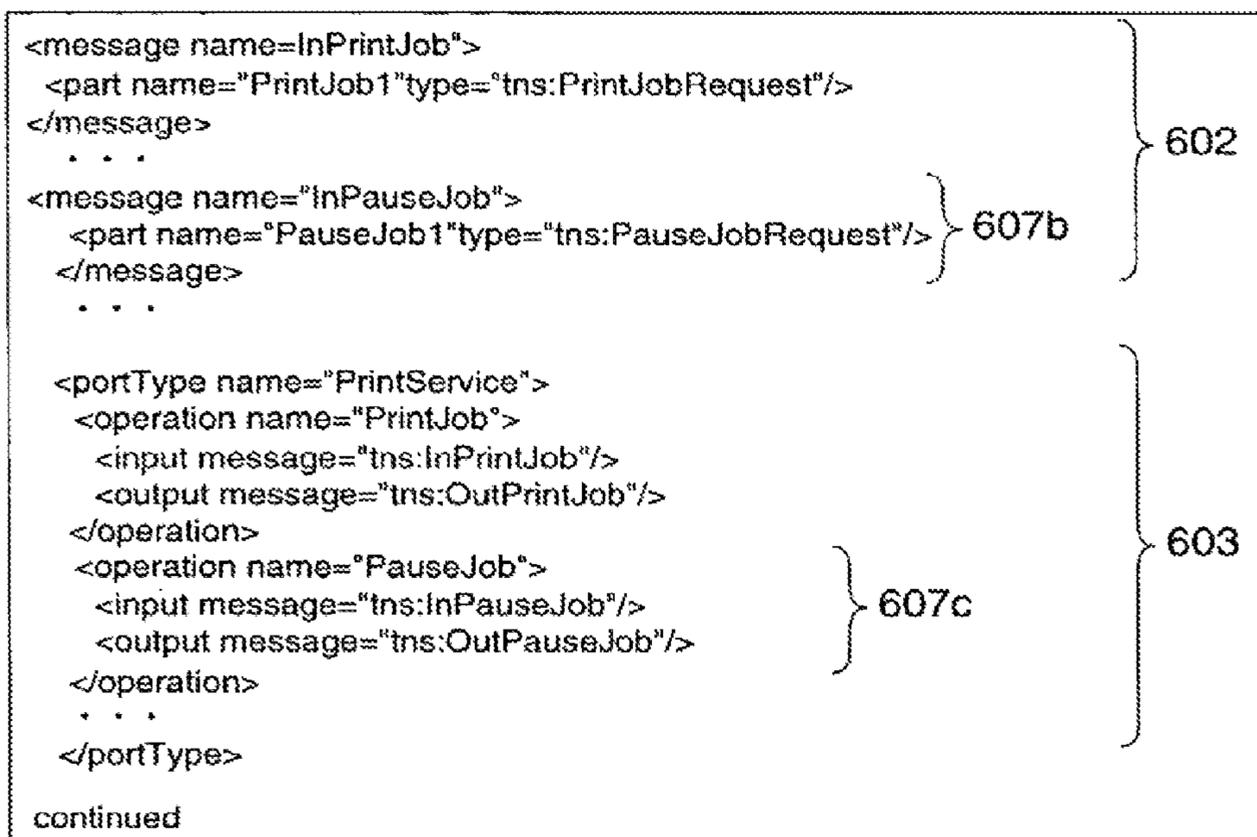 <message name=InPrintJob">
<part name="PrintJob1"type="tns:PrintJobRequest"/>
</message>
. . .
602
<message name="InPauseJob">
<part name="PauseJob1"type="tns:PauseJobRequest"/>
607b
</message>
. . .
<portType name="PrintService">
<operation name="PrintJob">
<input message="tns:InPrintJob"/>
<output message="tns:OutPrintJob"/>
</operation>
603
<operation name="PauseJob">
<input message="tns:InPauseJob"/>
607c
<output message="tns:OutPauseJob"/>
</operation>
. . .
</portType>
continued